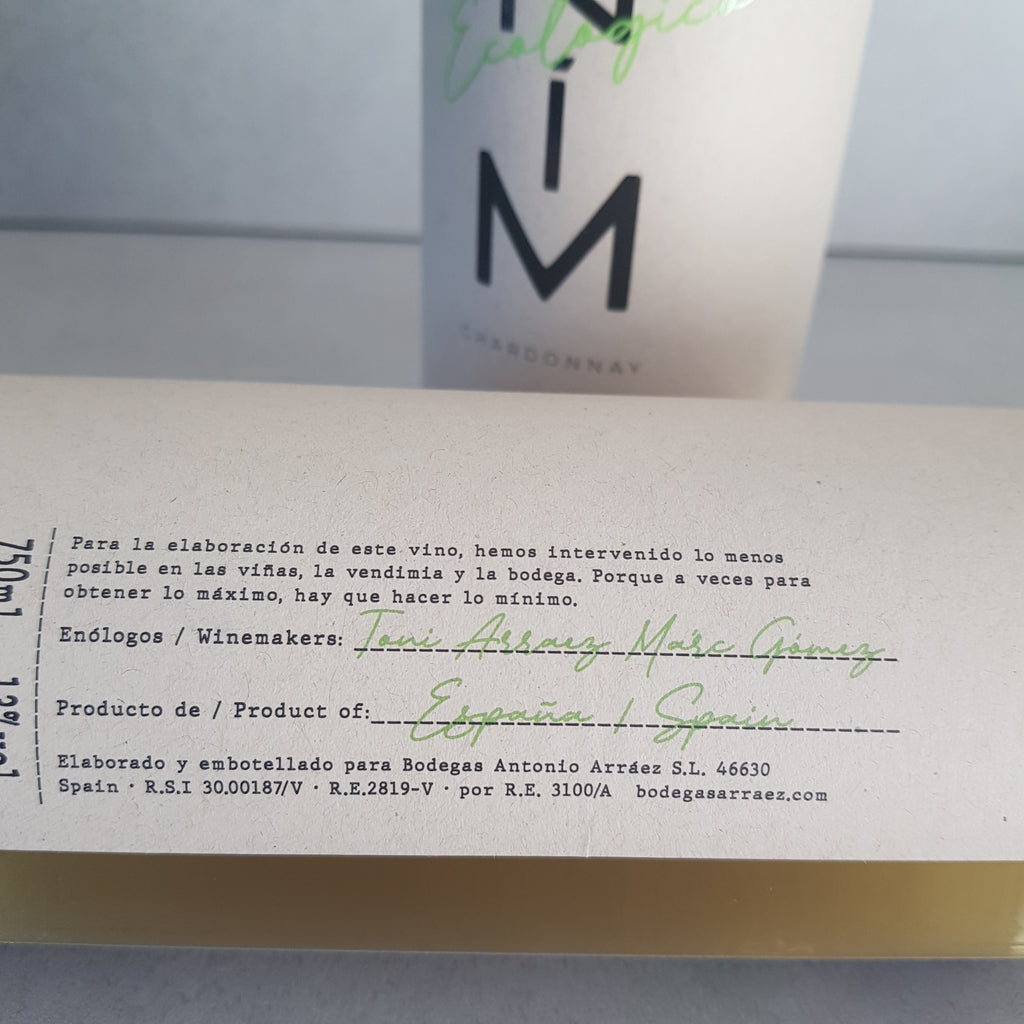 N
Ecológico
Í
M
CHARDONNAY
750ml 12%vol
Para la elaboración de este vino, hemos intervenido lo menos
posible en las viñas, la vendimia y la bodega. Porque a veces para
obtener lo máximo, hay que hacer lo mínimo.
Enólogos / Winemakers: Toni Arraez Marc Gómez
Producto de / Product of: España / Spain
Elaborado y embotellado para Bodegas Antonio Arráez S.L. 46630
Spain · R.S.I 30.00187/V · R.E.2819-V · por R.E. 3100/A bodegasarraez.com